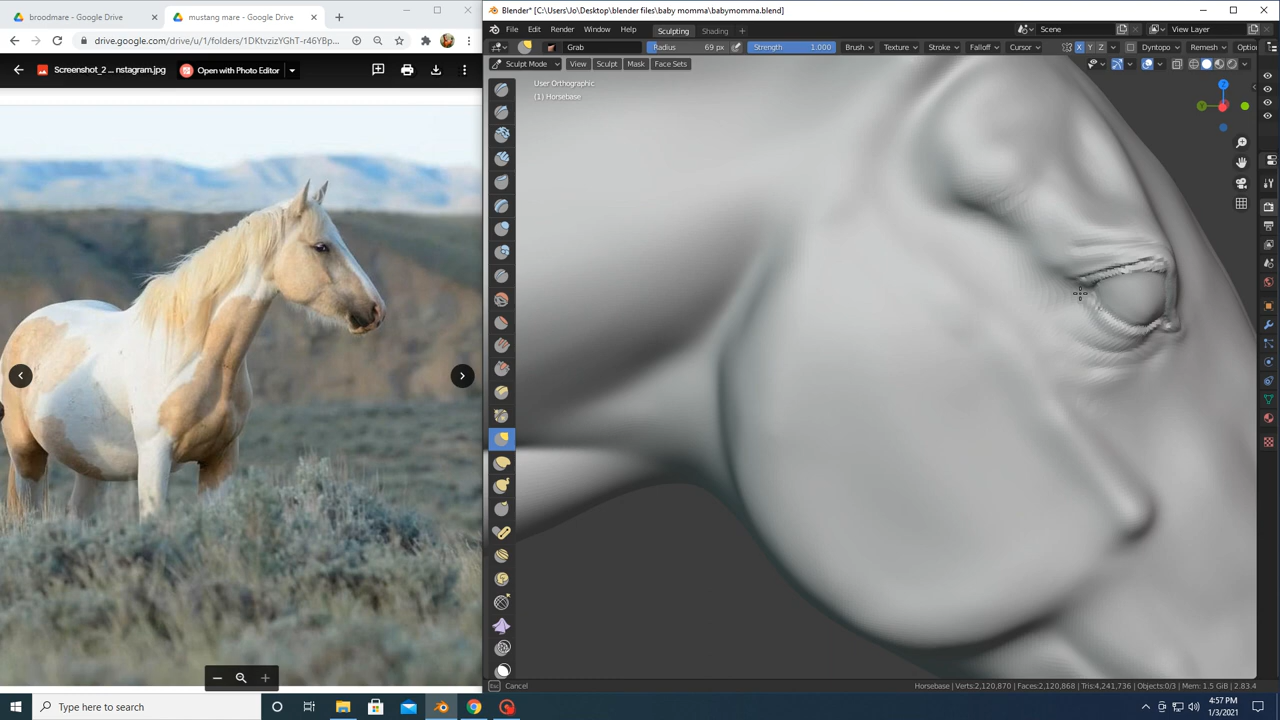 broodmare - Google Drive
mustang mare - Google Drive
drive.google.com/drive/u/1/folders/1DKtvzizYGhT-r46YBp...
Screenshot_2 ... nstagram.jpg
Open with Photo Editor
Blender* [C:\Users\Jo\Desktop\blender files\baby momma\babymomma.blend]
File Edit Render Window Help
Sculpting Shading
Scene
View Layer
Grab
Radius 69 px
Strength 1.000
Brush
Texture
Stroke
Falloff
Cursor
X Y Z
Dyntopo
Remesh
Optio
Sculpt Mode
View Sculpt Mask Face Sets
User Orthographic
(1) Horsebase
Z
Y
Cancel
Horsebase | Verts:2,120,870 | Faces:2,120,868 | Tris:4,241,736 | Objects:0/3 | Mem: 1.5 GiB | 2.83.4
Type here to search
4:57 PM
1/3/2021